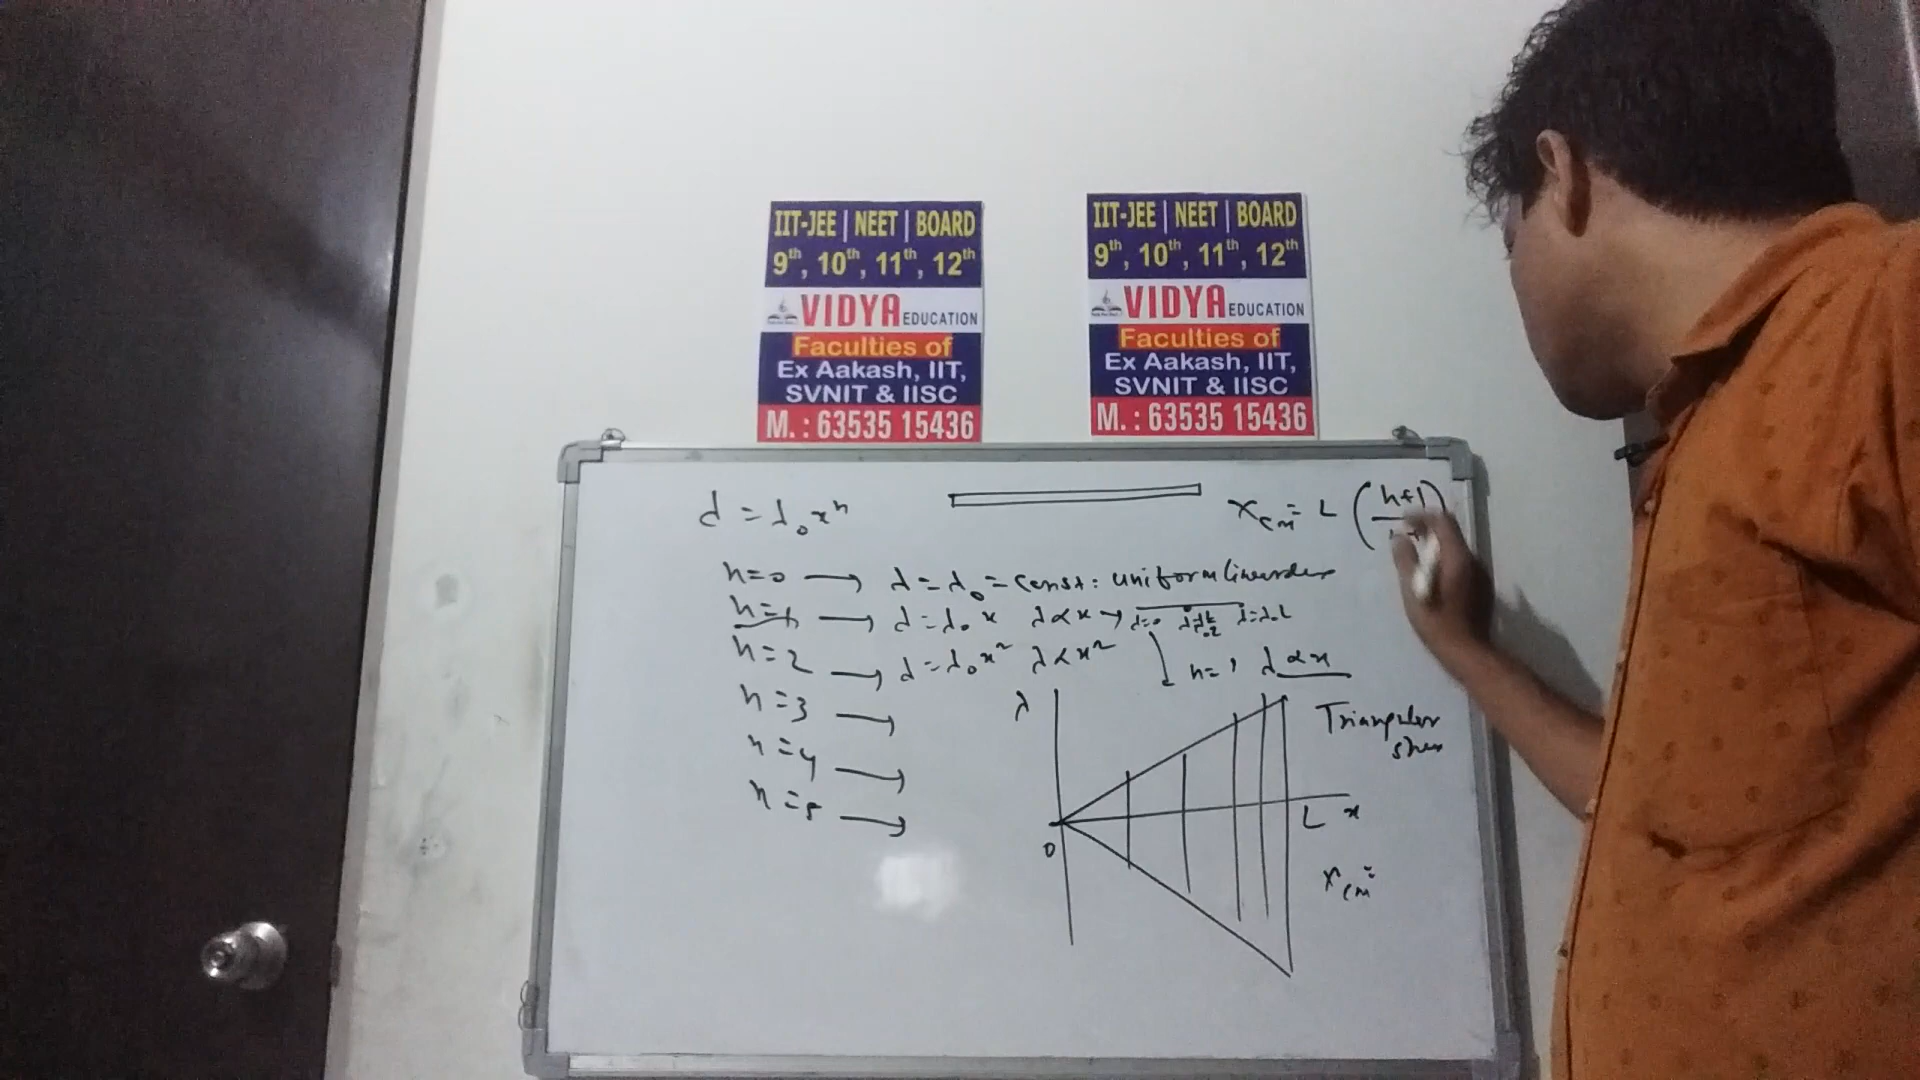 IIT-JEE | NEET | BOARD
9th, 10th, 11th, 12th
VIDYA EDUCATION
Faculties of
Ex Aakash, IIT,
SVNIT & IISC
M. : 63535 15436
IIT-JEE | NEET | BOARD
9th, 10th, 11th, 12th
VIDYA EDUCATION
Faculties of
Ex Aakash, IIT,
SVNIT & IISC
M. : 63535 15436
λ = λ₀xⁿ
x_cm = L (n+1
n=0 → λ = λ₀ = const: uniform
n=1 → λ = λ₀x λ∝x → λ=0 λ=λ₀L
n=2 → λ = λ₀x² λ∝x²
n=1 λ∝x
n=3 →
n=4 →
n=5 →
λ
Triangular
L x
0
x_cm =